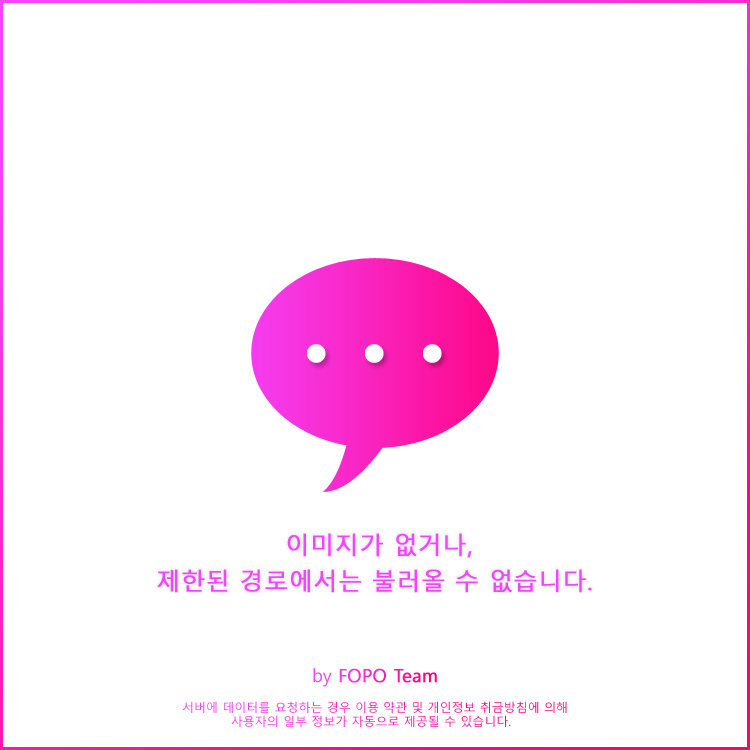 이미지가 없거나,
제한된 경로에서는 불러올 수 없습니다.
by FOPO Team
서버에 데이터를 요청하는 경우 이용 약관 및 개인정보 취급방침에 의해
사용자의 일부 정보가 자동으로 제공될 수 있습니다.